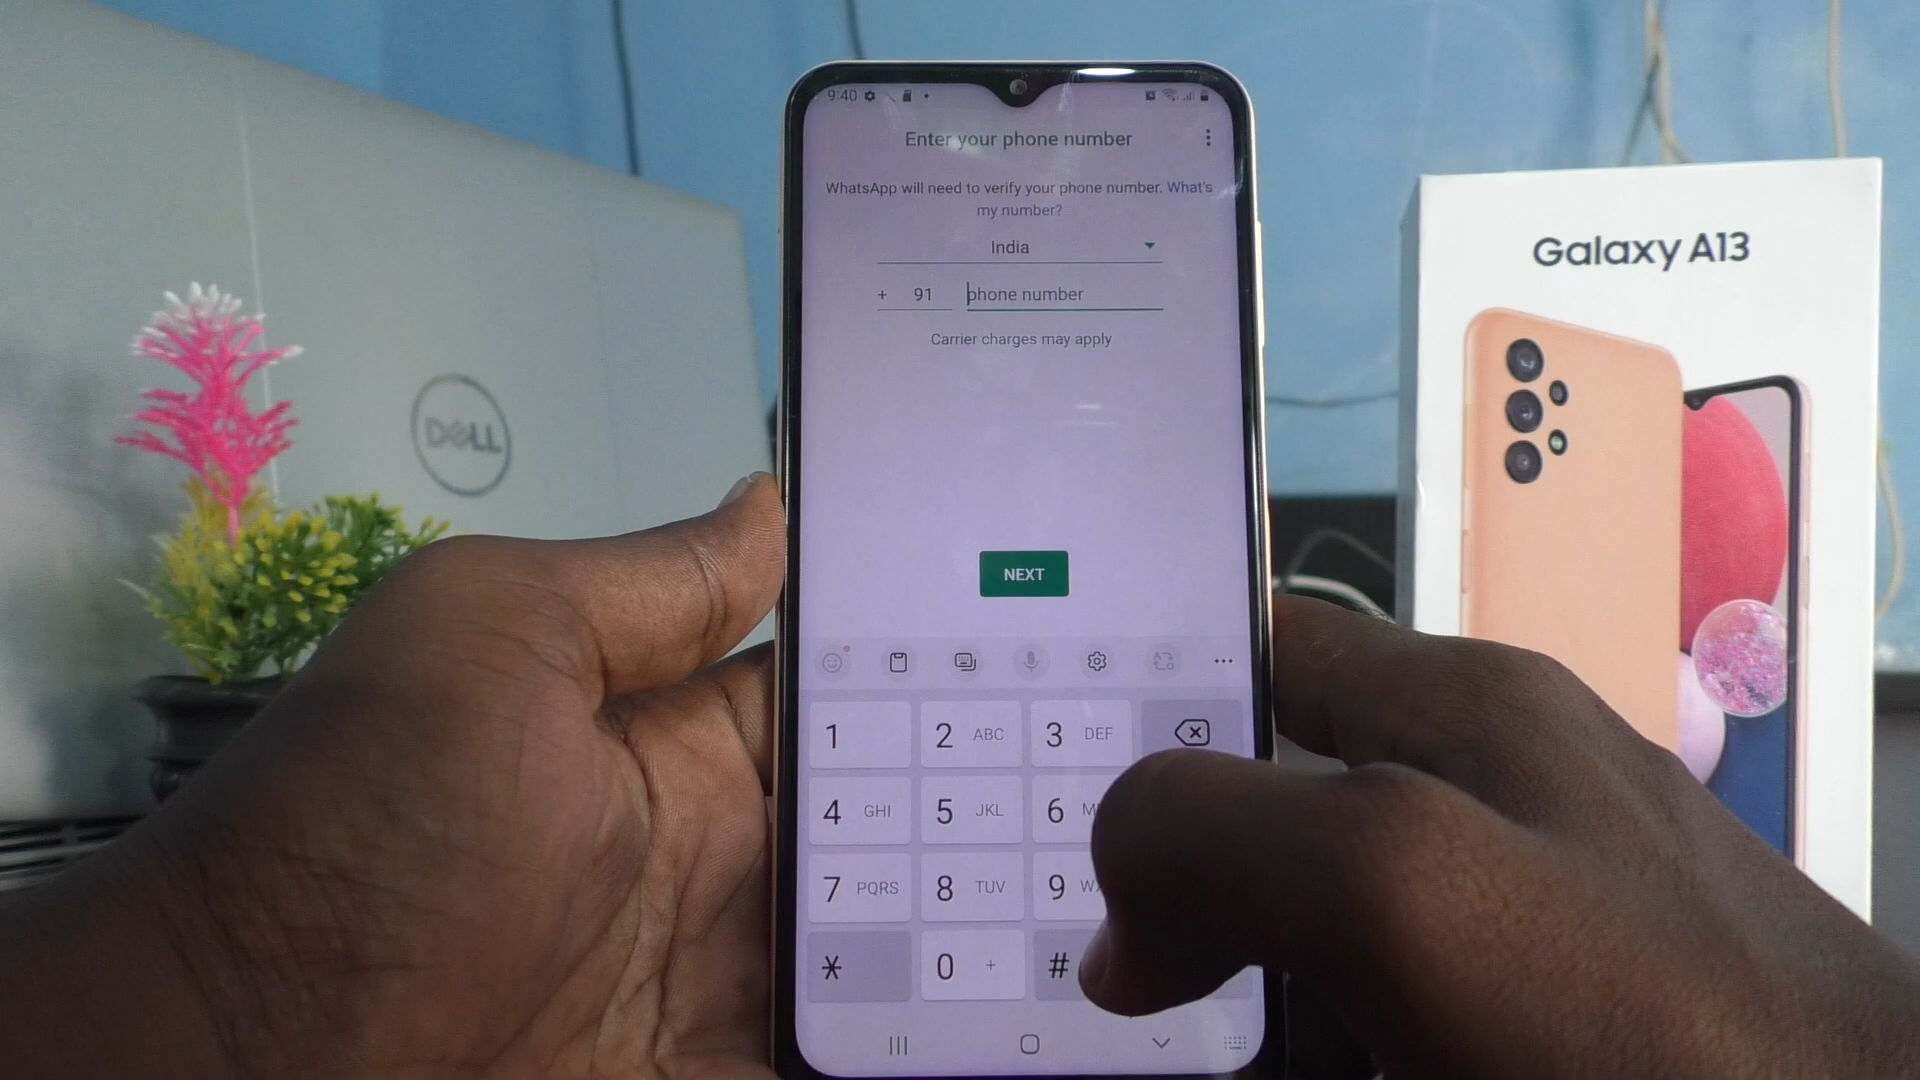 9:40
Enter your phone number
WhatsApp will need to verify your phone number. What's
my number?
India
+ 91 phone number
Carrier charges may apply
NEXT
1 2 ABC 3 DEF
4 GHI 5 JKL 6 M
7 PQRS 8 TUV 9 WX
* 0 + #
DELL
Galaxy A13